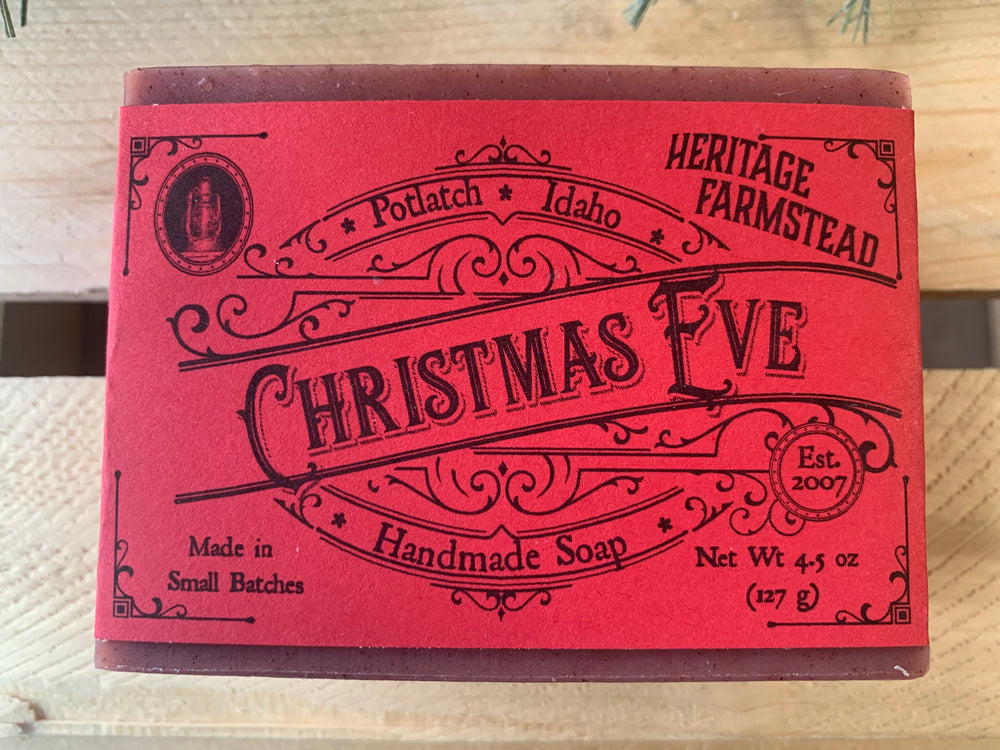 HERITAGE
FARMSTEAD
Potlatch * Idaho
CHRISTMAS EVE
Est.
2007
* Handmade Soap *
Made in
Small Batches
Net Wt 4.5 oz
(127 g)